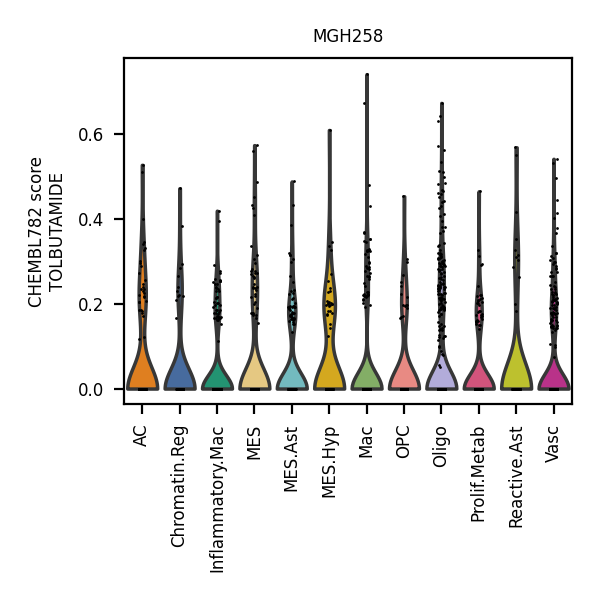 MGH258
CHEMBL782 score
TOLBUTAMIDE
0.6
0.4
0.2
0.0
AC
Chromatin.Reg
Inflammatory.Mac
MES
MES.Ast
MES.Hyp
Mac
OPC
Oligo
Prolif.Metab
Reactive.Ast
Vasc